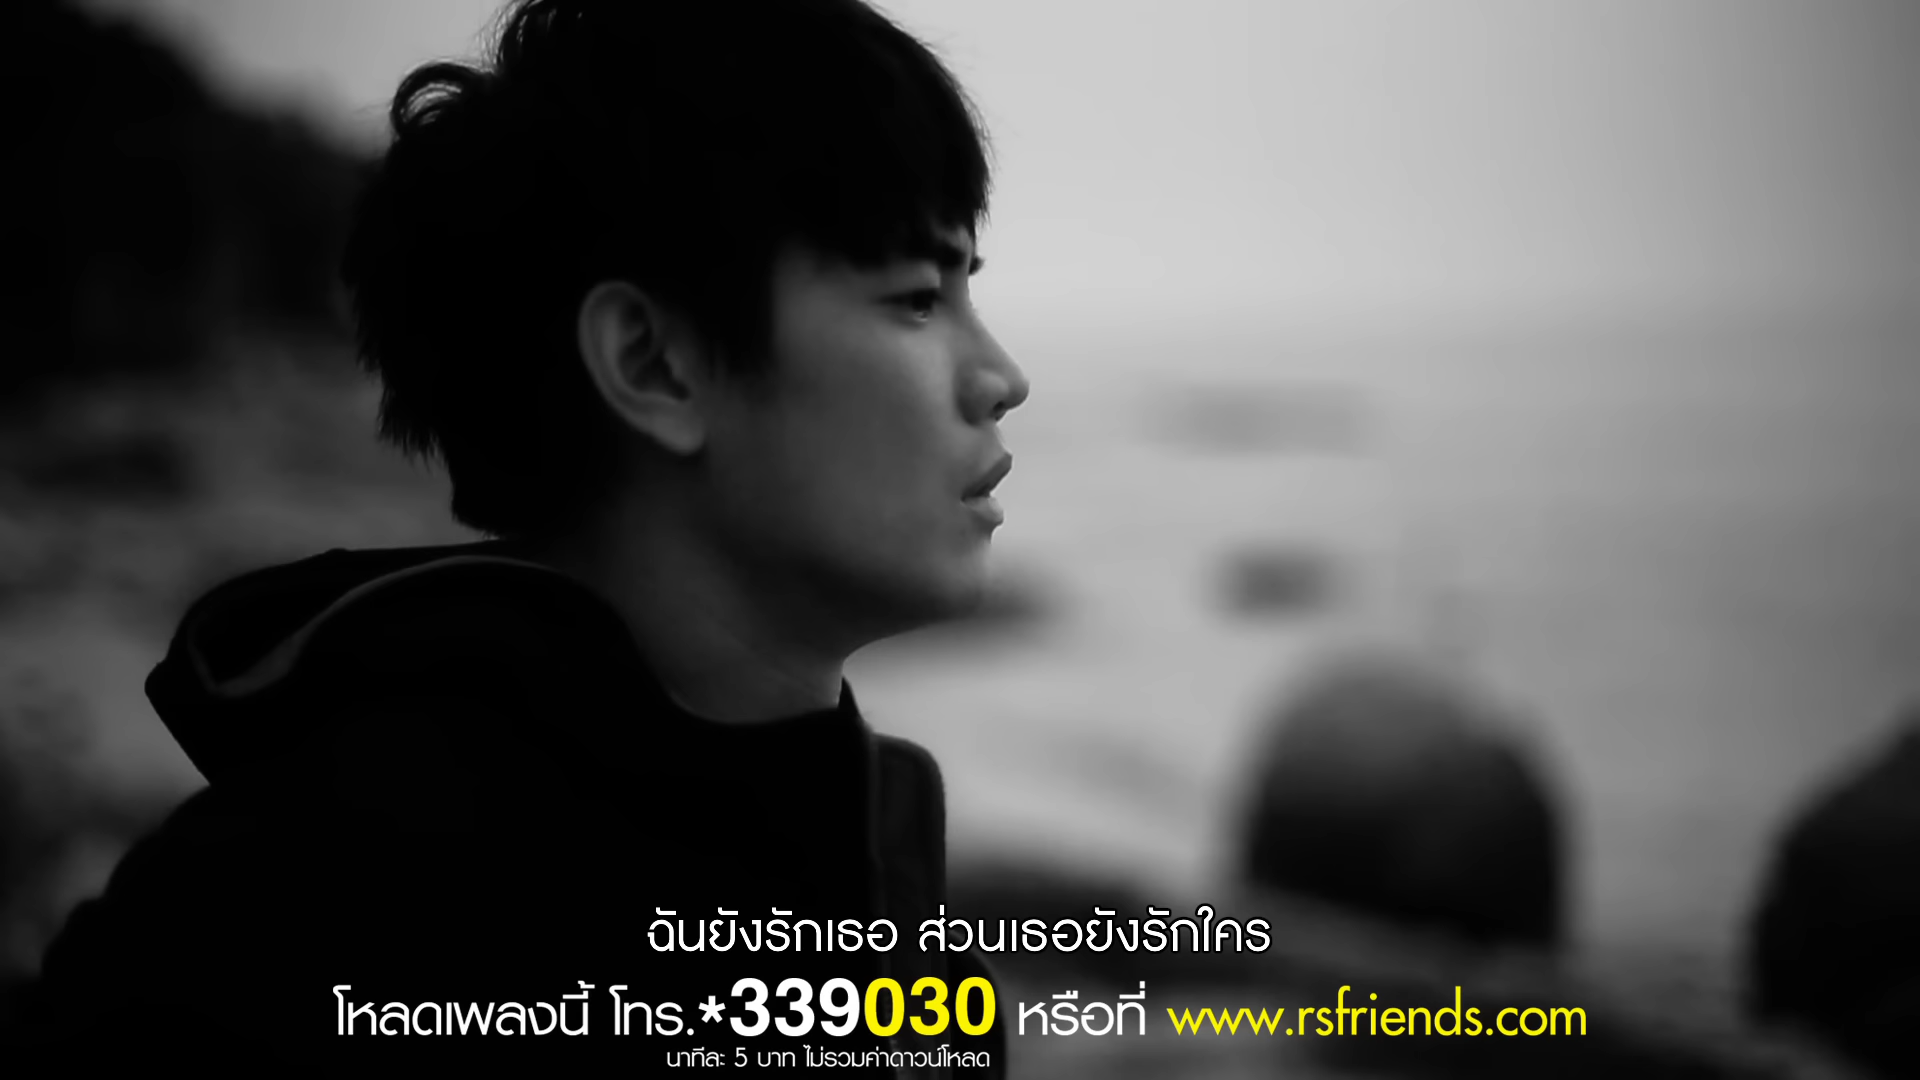 ฉันยังรักเธอ ส่วนเธอยังรักใคร
โหลดเพลงนี้ โทร.*339030 หรือที่ www.rsfriends.com
นาทีละ 5 บาท ไม่รวมค่าดาวน์โหลด